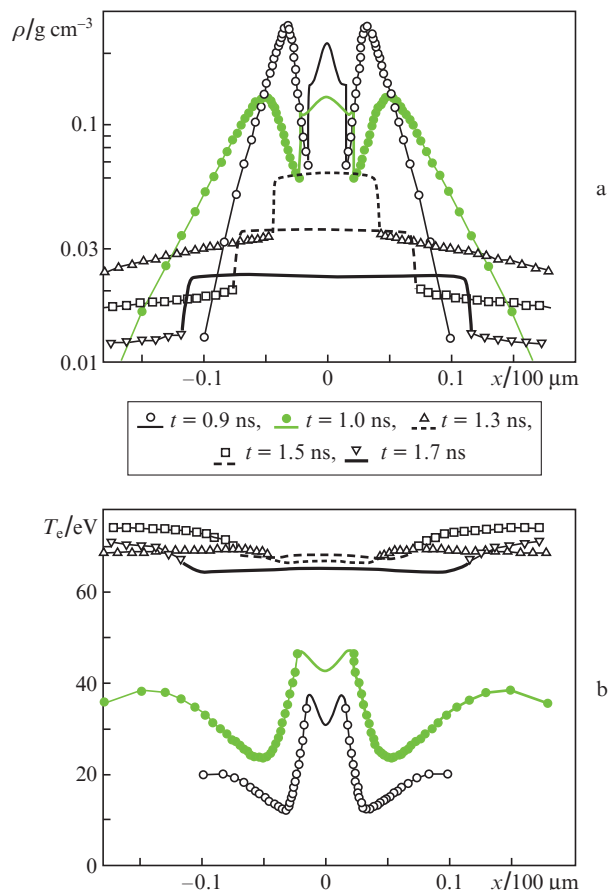 ρ/g cm⁻³
0.1
a
0.03
0.01
−0.1 0 0.1 x/100 μm
t = 0.9 ns, t = 1.0 ns, t = 1.3 ns,
t = 1.5 ns, t = 1.7 ns
Tₑ/eV
60
40
b
20
0
−0.1 0 0.1 x/100 μm